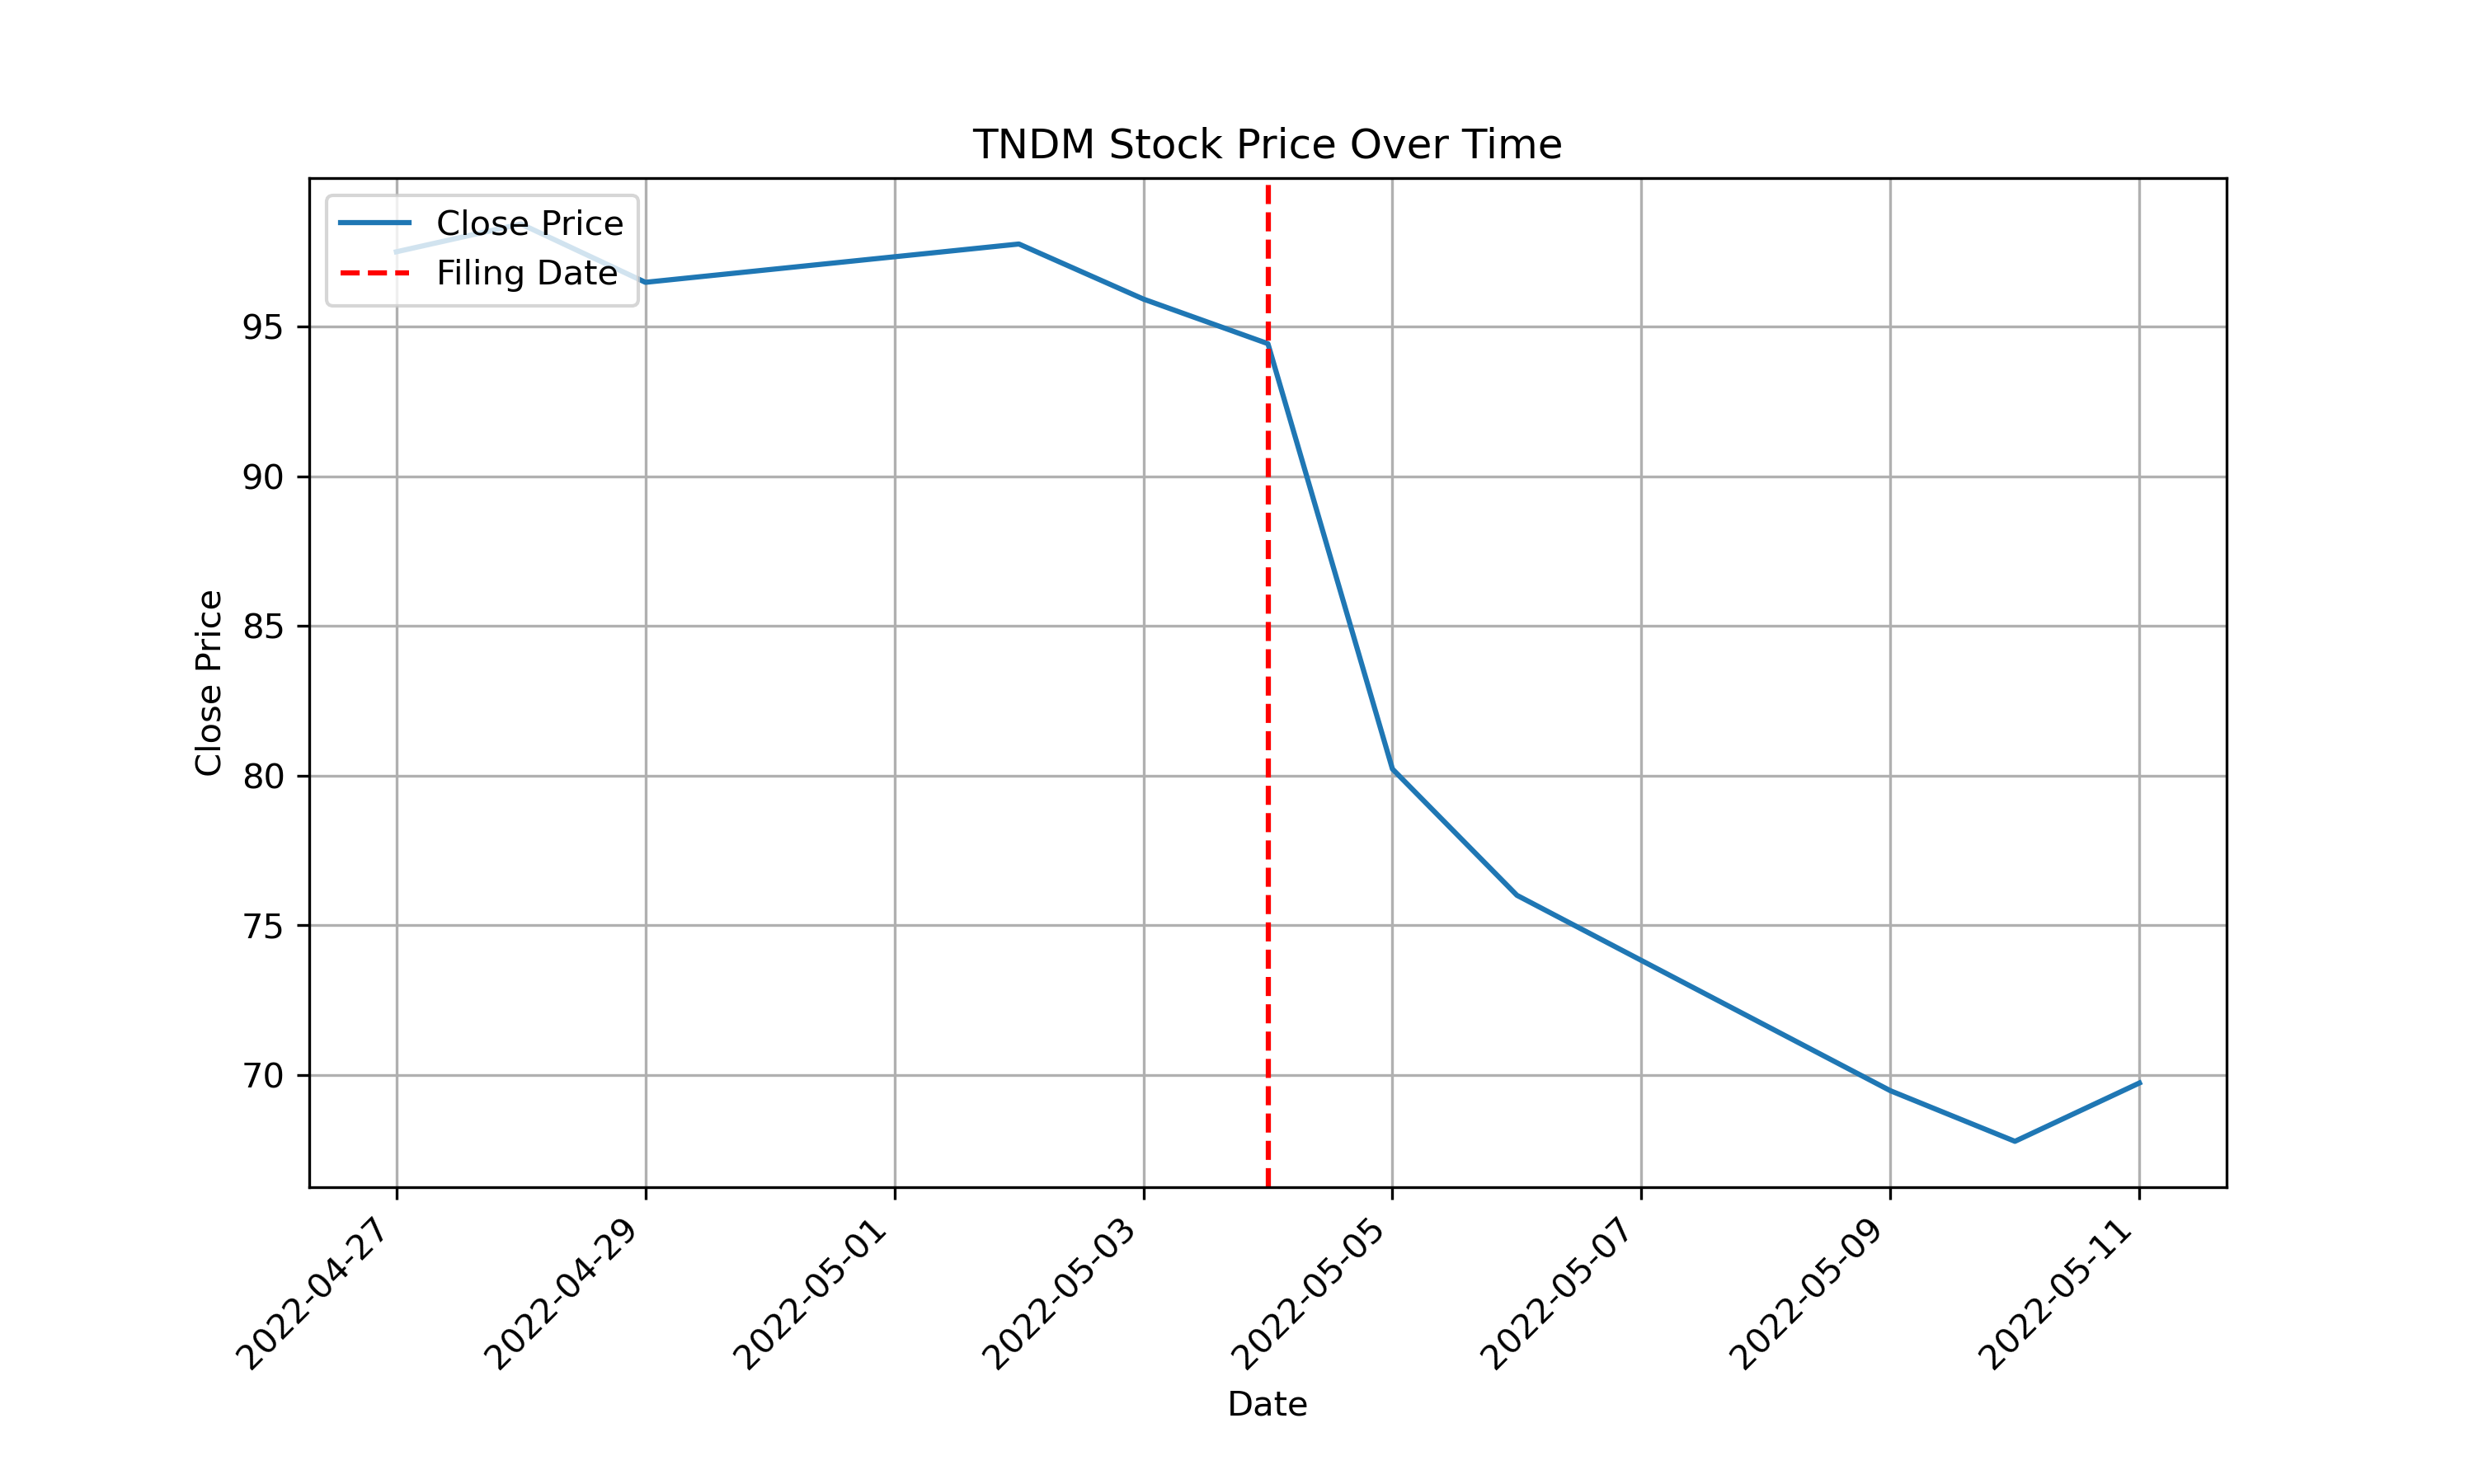 TNDM Stock Price Over Time
Close Price
Filing Date
Close Price
95
90
85
80
75
70
2022-04-27
2022-04-29
2022-05-01
2022-05-03
2022-05-05
2022-05-07
2022-05-09
2022-05-11
Date